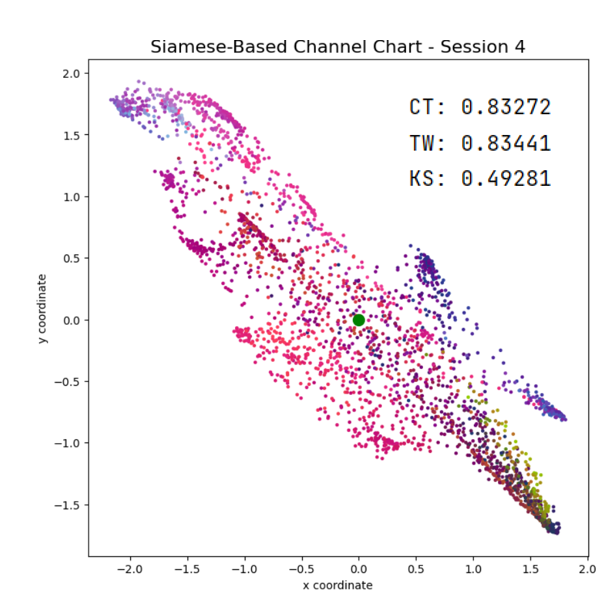 Siamese-Based Channel Chart - Session 4
CT: 0.83272
TW: 0.83441
KS: 0.49281
2.0
1.5
1.0
0.5
0.0
−0.5
−1.0
−1.5
y coordinate
−2.0 −1.5 −1.0 −0.5 0.0 0.5 1.0 1.5 2.0
x coordinate